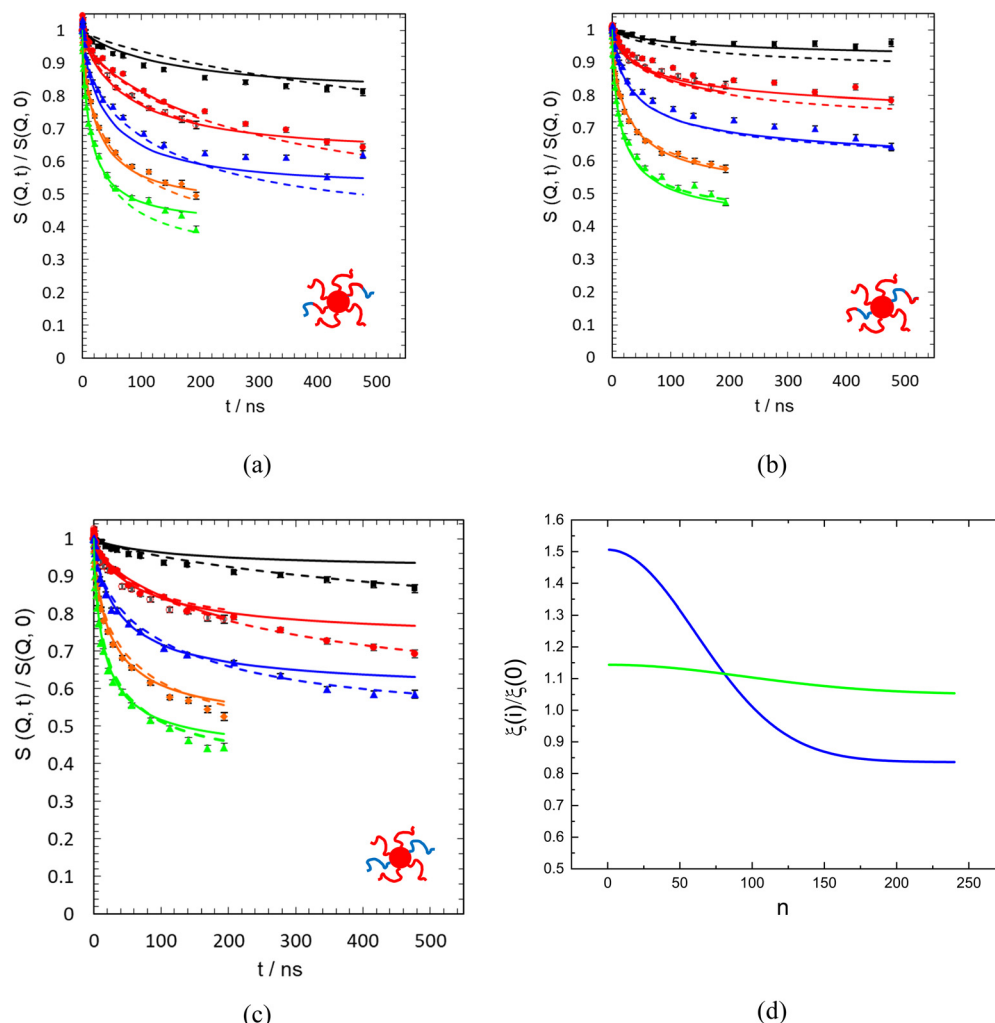 S (Q, t) / S(Q, 0)
1
0.9
0.8
0.7
0.6
0.5
0.4
0.3
0.2
0.1
0
0 100 200 300 400 500
t / ns
(a)
S (Q, t) / S(Q, 0)
1
0.9
0.8
0.7
0.6
0.5
0.4
0.3
0.2
0.1
0
0 100 200 300 400 500
t / ns
(b)
S (Q, t) / S(Q, 0)
1
0.9
0.8
0.7
0.6
0.5
0.4
0.3
0.2
0.1
0
0 100 200 300 400 500
t / ns
(c)
ξ(i)/ξ(0)
1.6
1.5
1.4
1.3
1.2
1.1
1.0
0.9
0.8
0.7
0.6
0.5
0 50 100 150 200 250
n
(d)